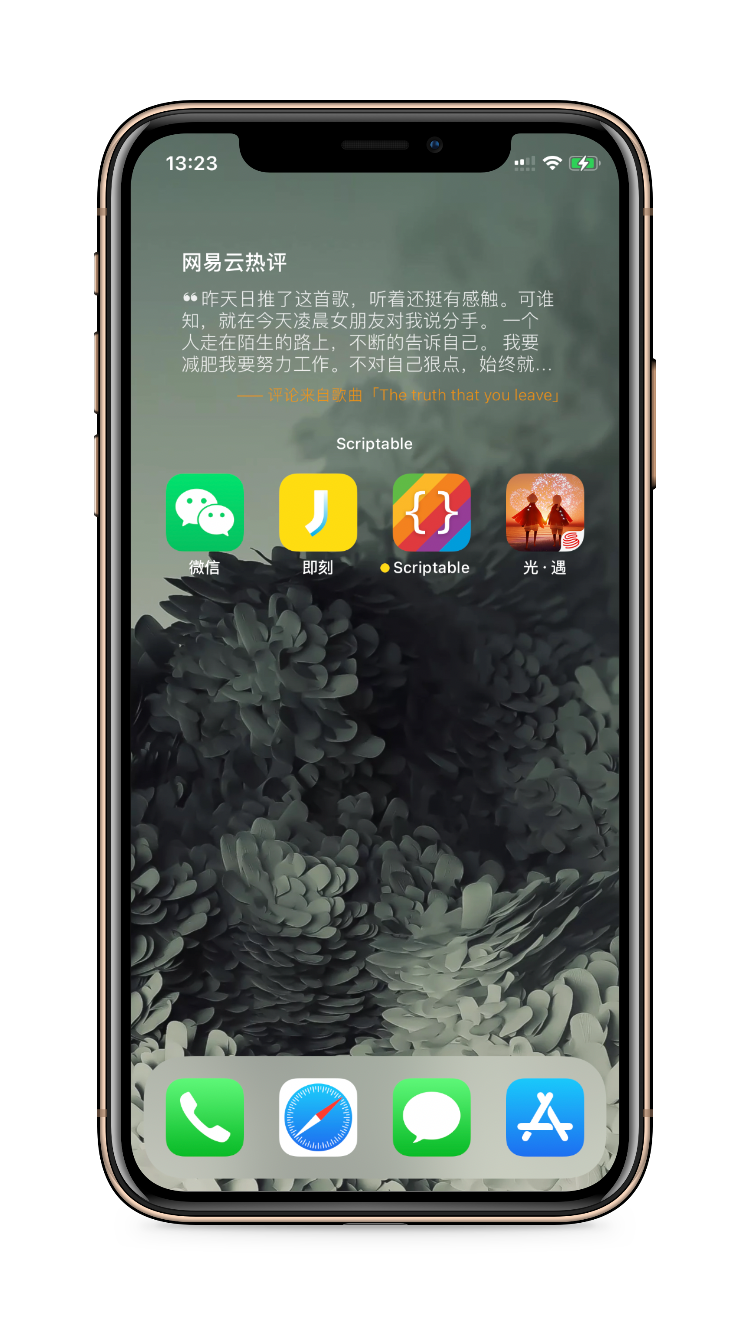 13:23
网易云热评
❝昨天日推了这首歌，听着还挺有感触。可谁
知，就在今天凌晨女朋友对我说分手。 一个
人走在陌生的路上，不断的告诉自己。 我要
减肥我要努力工作。不对自己狠点，始终就...
—— 评论来自歌曲「The truth that you leave」
Scriptable
微信
即刻
Scriptable
光·遇